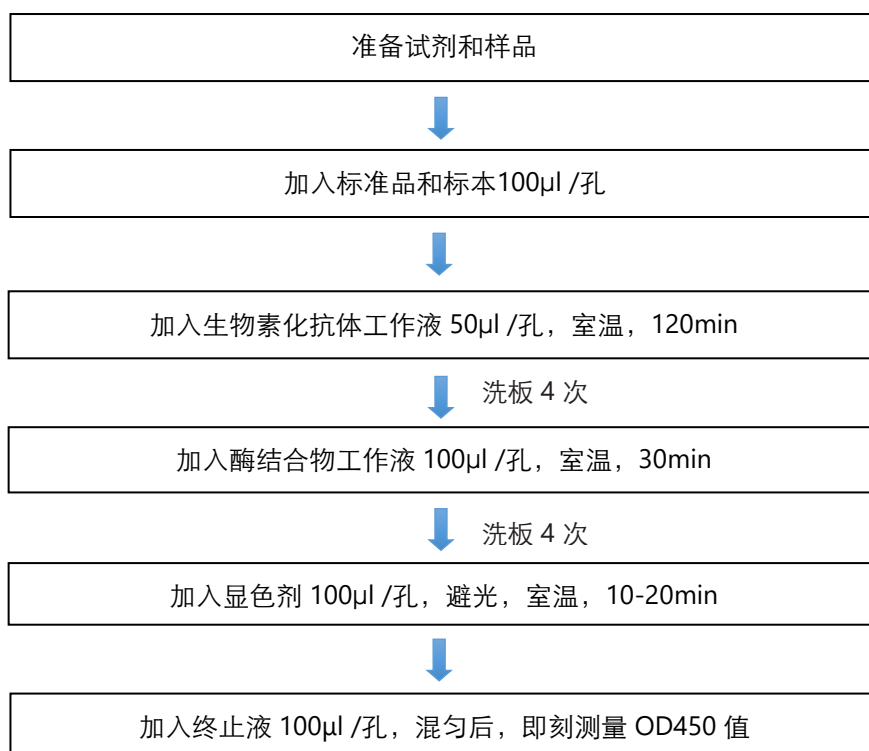 准备试剂和样品
加入标准品和标本100μl /孔
加入生物素化抗体工作液 50μl /孔，室温，120min
洗板 4 次
加入酶结合物工作液 100μl /孔，室温，30min
洗板 4 次
加入显色剂 100μl /孔，避光，室温，10-20min
加入终止液 100μl /孔，混匀后，即刻测量 OD450 值